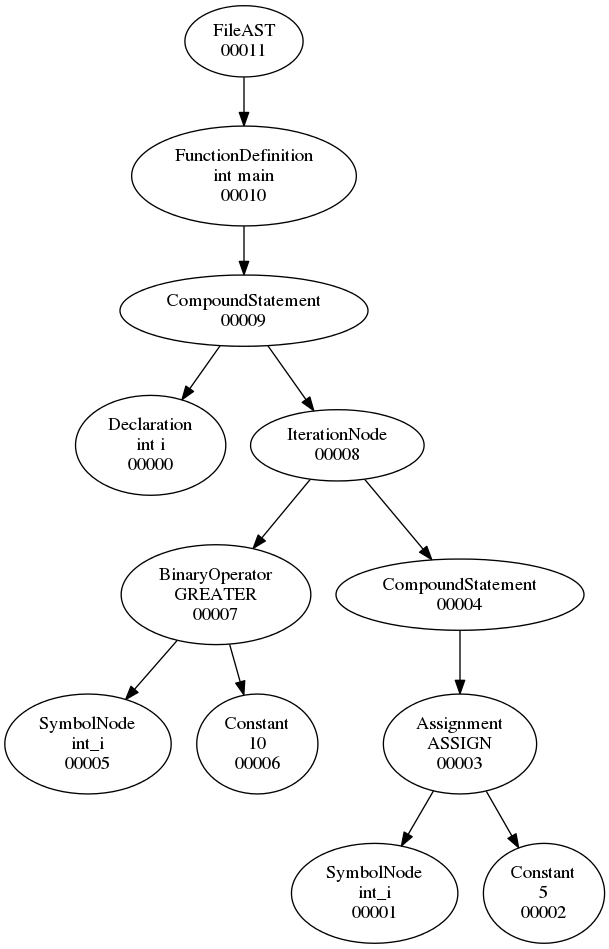 FileAST
00011
FunctionDefinition
int main
00010
CompoundStatement
00009
Declaration
int i
00000
IterationNode
00008
BinaryOperator
GREATER
00007
CompoundStatement
00004
SymbolNode
int_i
00005
Constant
10
00006
Assignment
ASSIGN
00003
SymbolNode
int_i
00001
Constant
5
00002